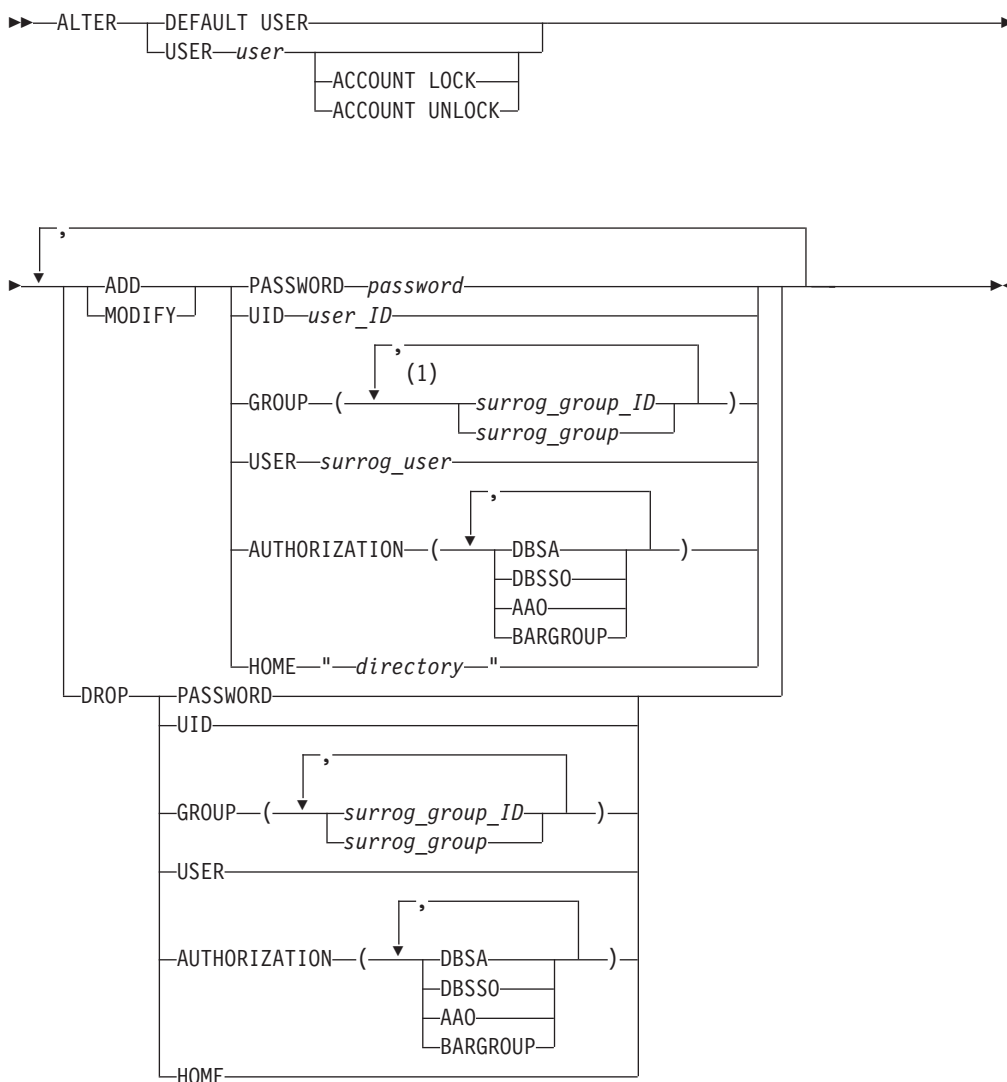 ALTER DEFAULT USER
USER user
ACCOUNT LOCK
ACCOUNT UNLOCK
,
ADD PASSWORD password
MODIFY UID user_ID
,
(1)
GROUP ( surrog_group_ID )
surrog_group
USER surrog_user
,
AUTHORIZATION ( DBSA )
DBSSO
AAO
BARGROUP
HOME " directory "
DROP PASSWORD
UID
,
GROUP ( surrog_group_ID )
surrog_group
USER
,
AUTHORIZATION ( DBSA )
DBSSO
AAO
BARGROUP
HOME